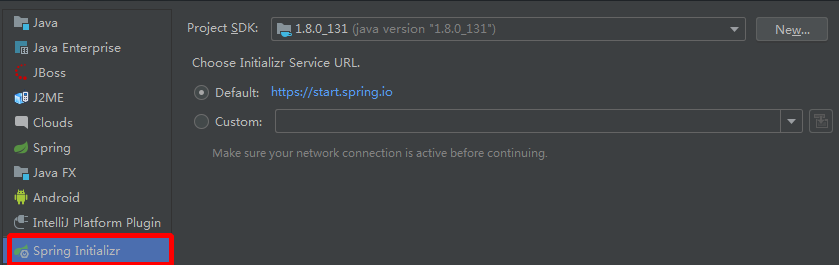 Java
Java Enterprise
JBoss
J2ME
Clouds
Spring
Java FX
Android
IntelliJ Platform Plugin
Spring Initializr
Project SDK: 1.8.0_131 (java version "1.8.0_131") New...
Choose Initializr Service URL.
Default: https://start.spring.io
Custom:
Make sure your network connection is active before continuing.